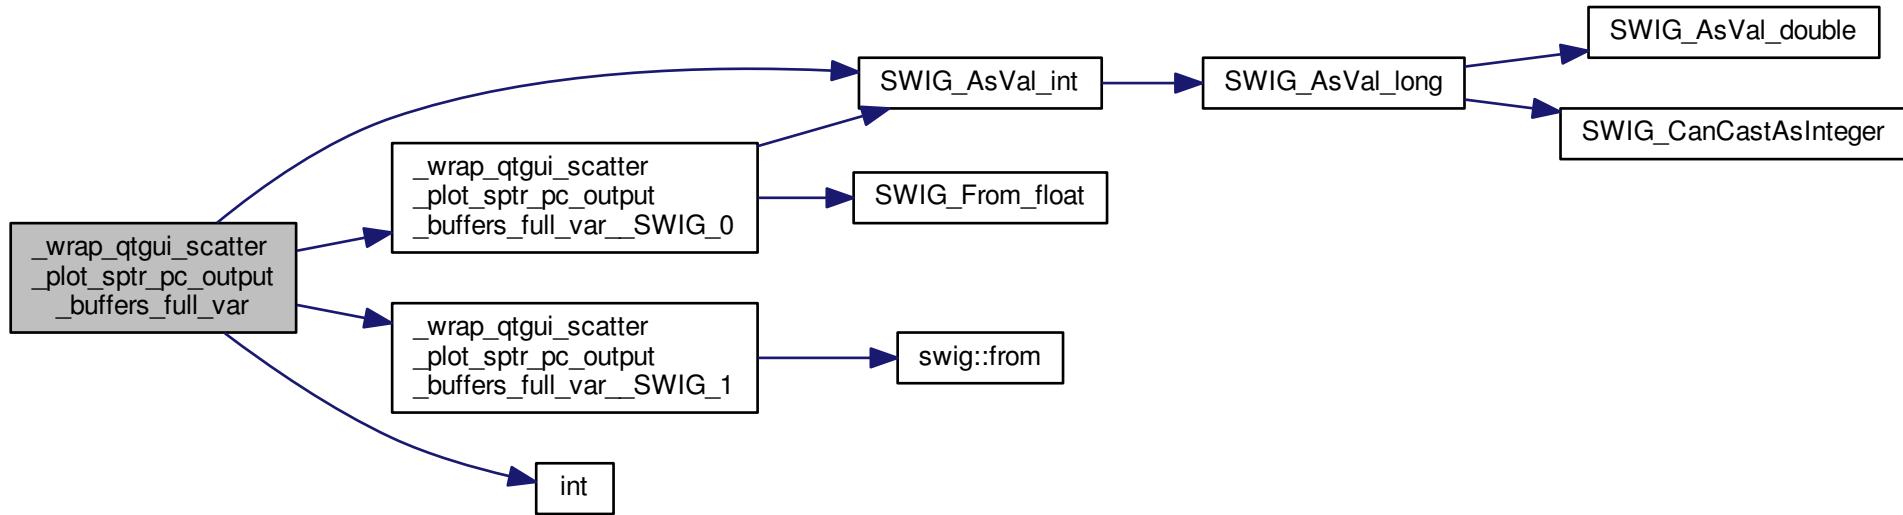 _wrap_qtgui_scatter
_plot_sptr_pc_output
_buffers_full_var
_wrap_qtgui_scatter
_plot_sptr_pc_output
_buffers_full_var__SWIG_0
_wrap_qtgui_scatter
_plot_sptr_pc_output
_buffers_full_var__SWIG_1
int
SWIG_AsVal_int
SWIG_From_float
swig::from
SWIG_AsVal_long
SWIG_AsVal_double
SWIG_CanCastAsInteger